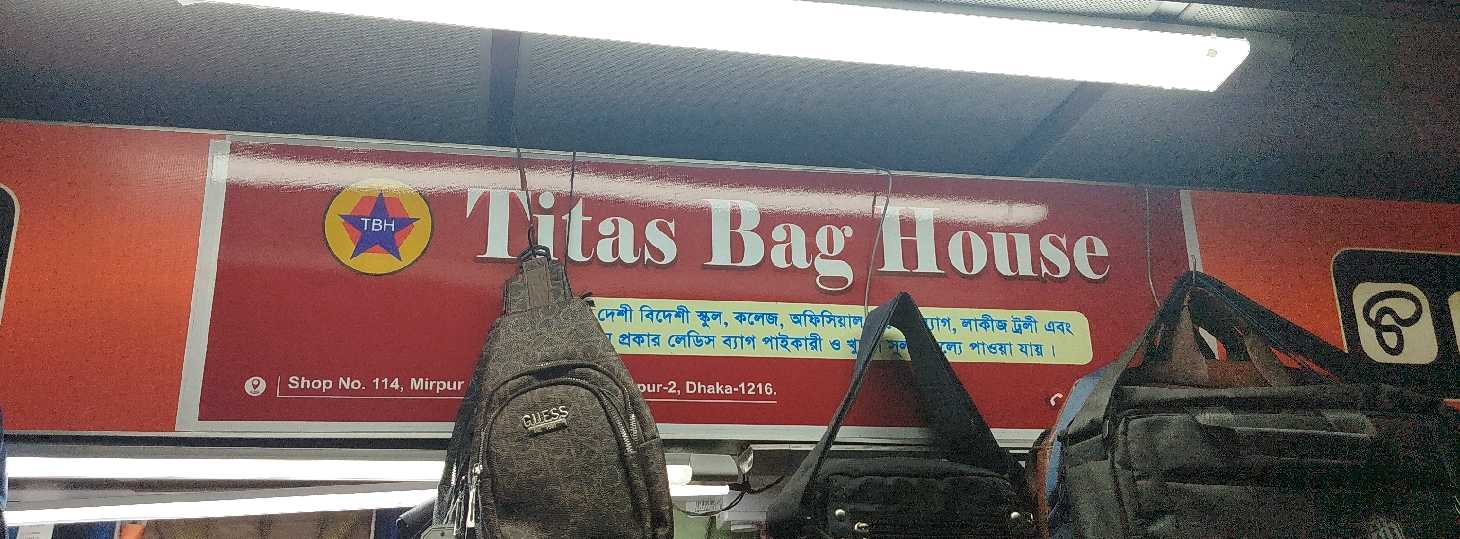 TBH
Titas Bag House
দেশী বিদেশী স্কুল, কলেজ, অফিসিয়াল ব্যাগ, লাকীজ ট্রলী এবং
প্রকার লেডিস ব্যাগ পাইকারী ও পাওয়া যায়।
Shop No. 114, Mirpur pur-2, Dhaka-1216.
GUESS